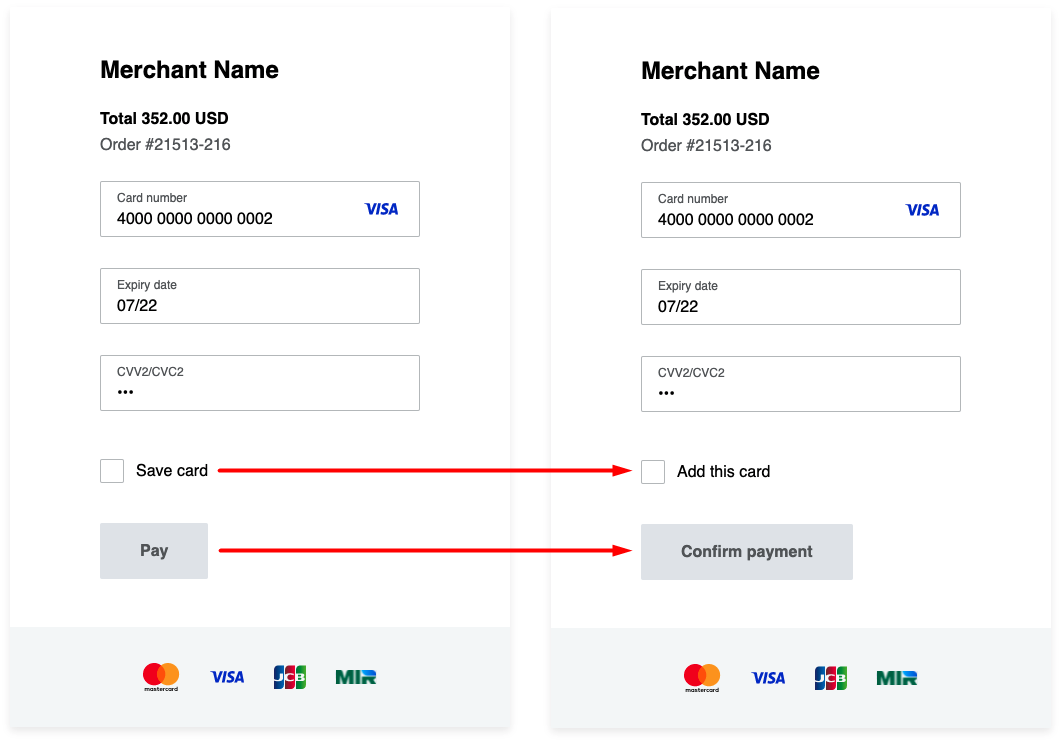 Merchant Name
Total 352.00 USD
Order #21513-216
Card number
4000 0000 0000 0002
VISA
Expiry date
07/22
CVV2/CVC2
•••
Save card
Pay
mastercard
VISA
JCB
MIR
Merchant Name
Total 352.00 USD
Order #21513-216
Card number
4000 0000 0000 0002
VISA
Expiry date
07/22
CVV2/CVC2
•••
Add this card
Confirm payment
mastercard
VISA
JCB
MIR